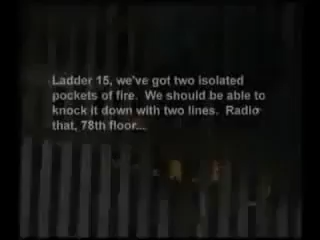 Ladder 15, we've got two isolated
pockets of fire.  We should be able to
knock it down with two lines.  Radio
that, 78th floor...